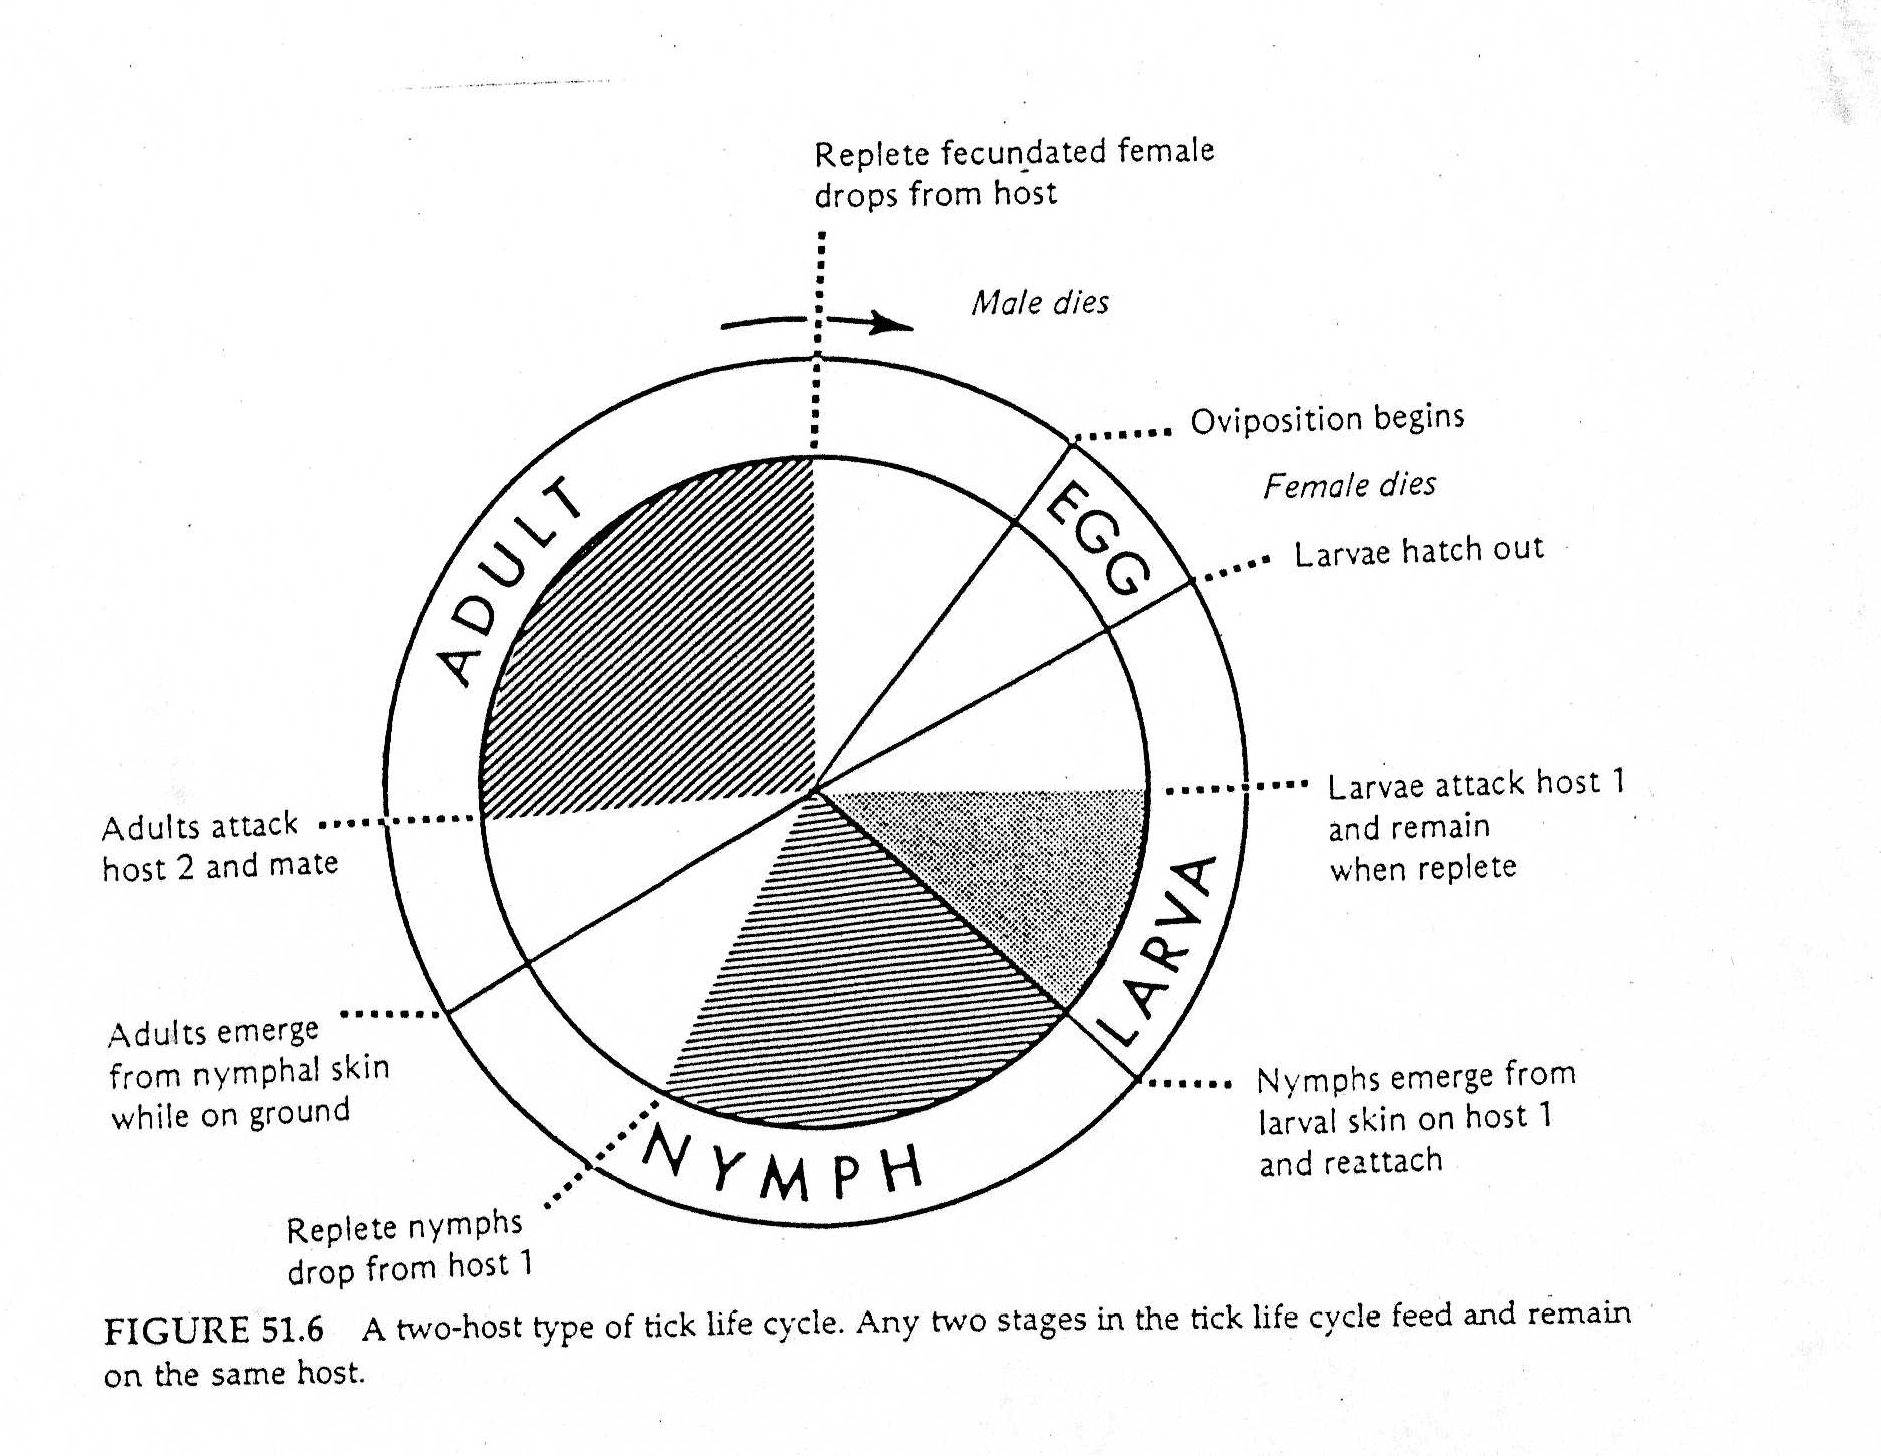 Replete fecundated female
drops from host
Male dies
Oviposition begins
EGG
Female dies
Larvae hatch out
ADULT
Larvae attack host 1
and remain
when replete
Adults attack
host 2 and mate
LARVA
Adults emerge
from nymphal skin
while on ground
Nymphs emerge from
larval skin on host 1
and reattach
NYMPH
Replete nymphs
drop from host 1
FIGURE 51.6 A two-host type of tick life cycle. Any two stages in the tick life cycle feed and remain
on the same host.